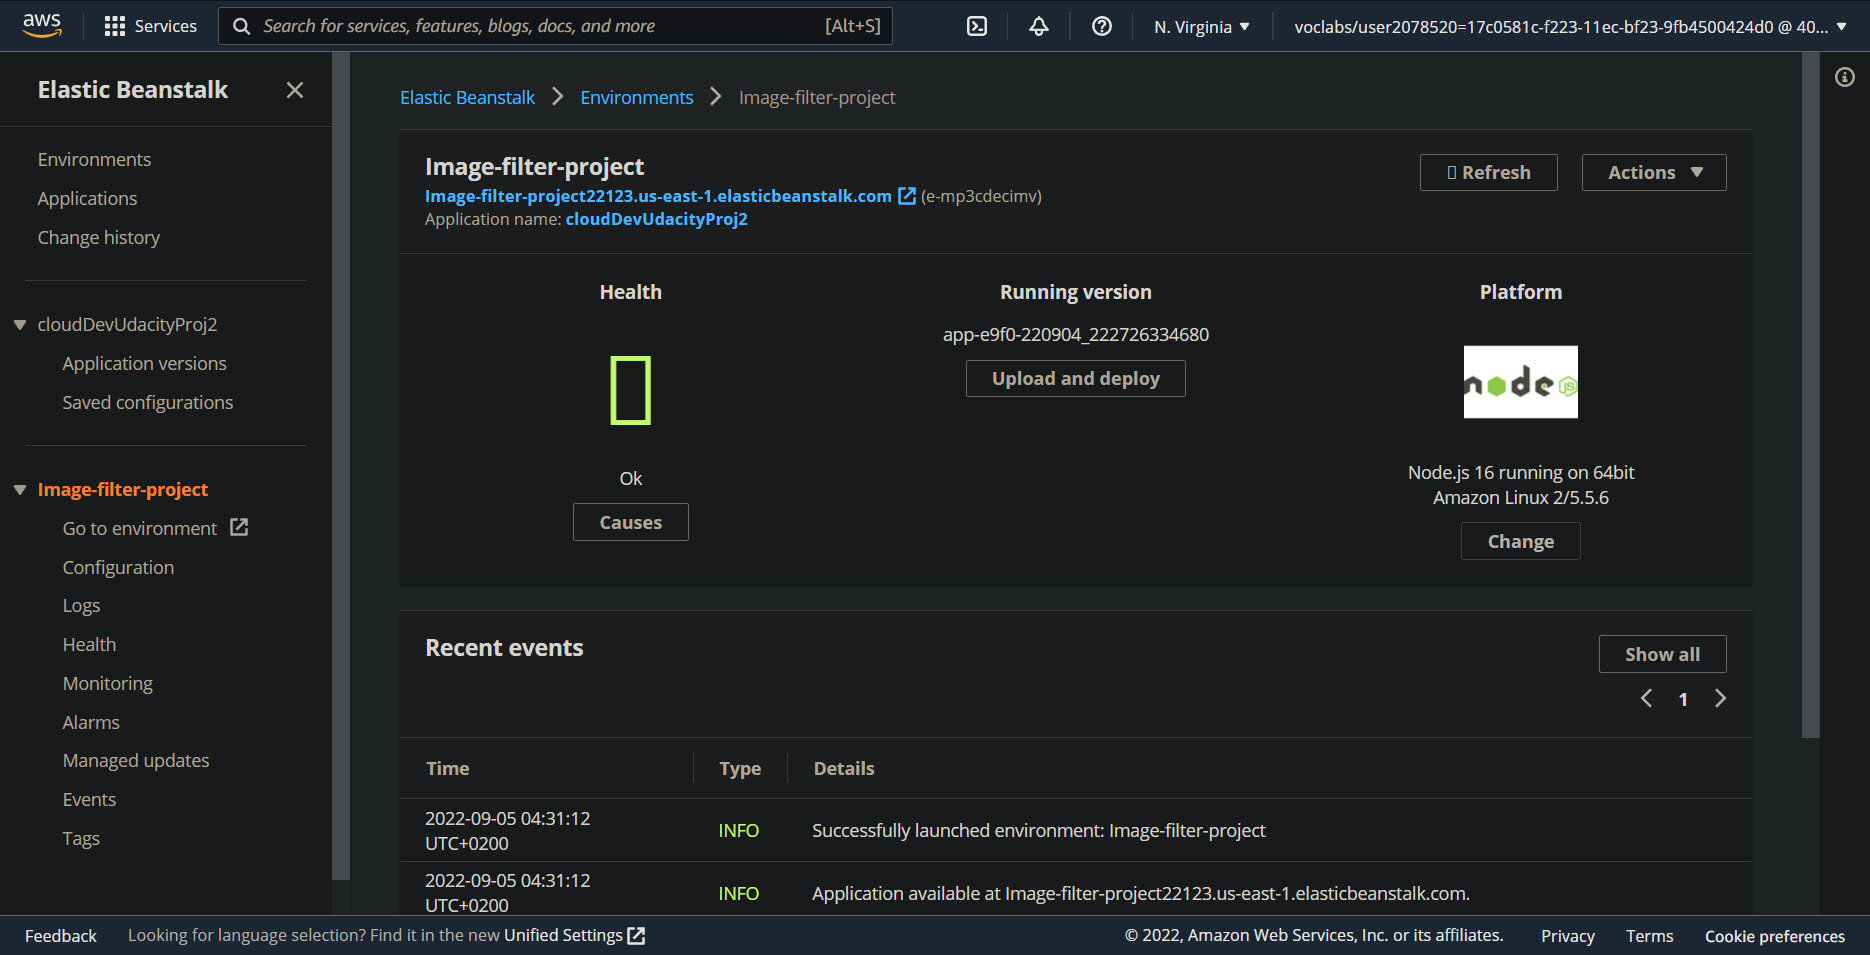 aws
Services
Search for services, features, blogs, docs, and more
[Alt+S]
N. Virginia
voclabs/user2078520=17c0581c-f223-11ec-bf23-9fb4500424d0 @ 40...
Elastic Beanstalk
Environments
Applications
Change history
cloudDevUdacityProj2
Application versions
Saved configurations
Image-filter-project
Go to environment
Configuration
Logs
Health
Monitoring
Alarms
Managed updates
Events
Tags
Elastic Beanstalk
Environments
Image-filter-project
Image-filter-project
Image-filter-project22123.us-east-1.elasticbeanstalk.com (e-mp3cdecimv)
Application name: cloudDevUdacityProj2
Refresh
Actions
Health
Ok
Causes
Running version
app-e9f0-220904_222726334680
Upload and deploy
Platform
node JS
Node.js 16 running on 64bit
Amazon Linux 2/5.5.6
Change
Recent events
Show all
1
Time
Type
Details
2022-09-05 04:31:12
UTC+0200
INFO
Successfully launched environment: Image-filter-project
2022-09-05 04:31:12
UTC+0200
INFO
Application available at Image-filter-project22123.us-east-1.elasticbeanstalk.com.
Feedback
Looking for language selection? Find it in the new Unified Settings
© 2022, Amazon Web Services, Inc. or its affiliates.
Privacy
Terms
Cookie preferences